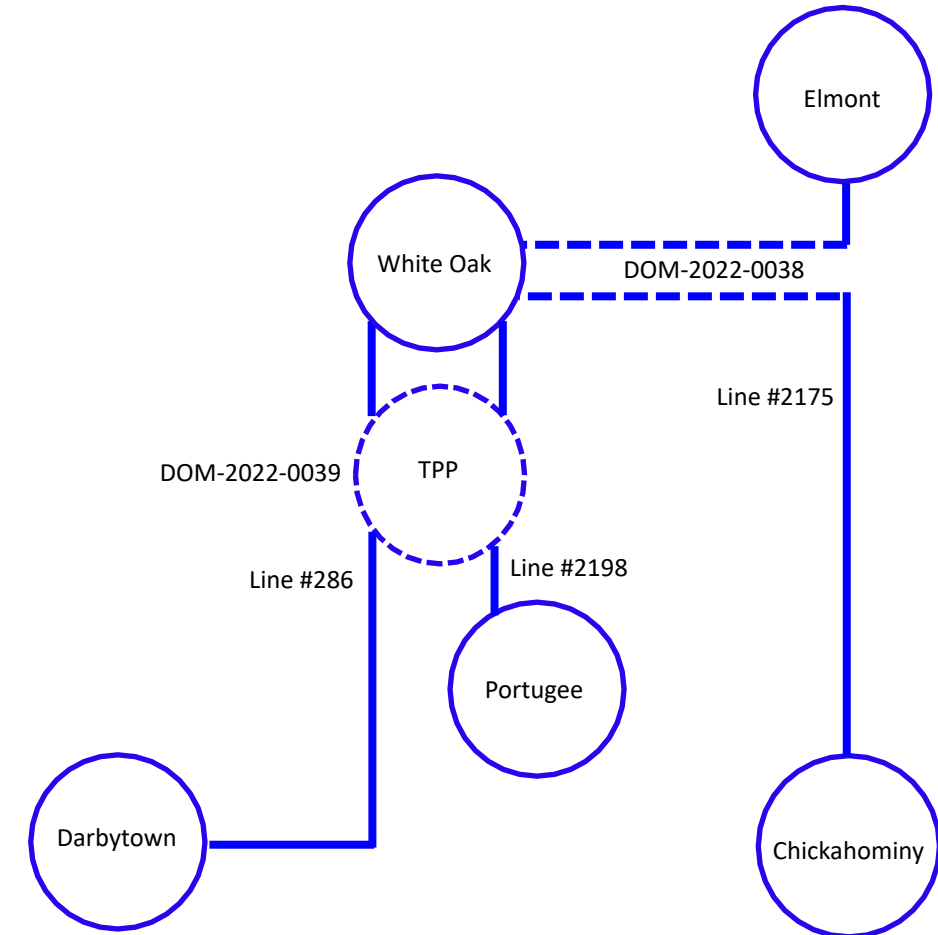 Elmont
White Oak
DOM-2022-0038
Line #2175
DOM-2022-0039
TPP
Line #286
Line #2198
Portugee
Darbytown
Chickahominy